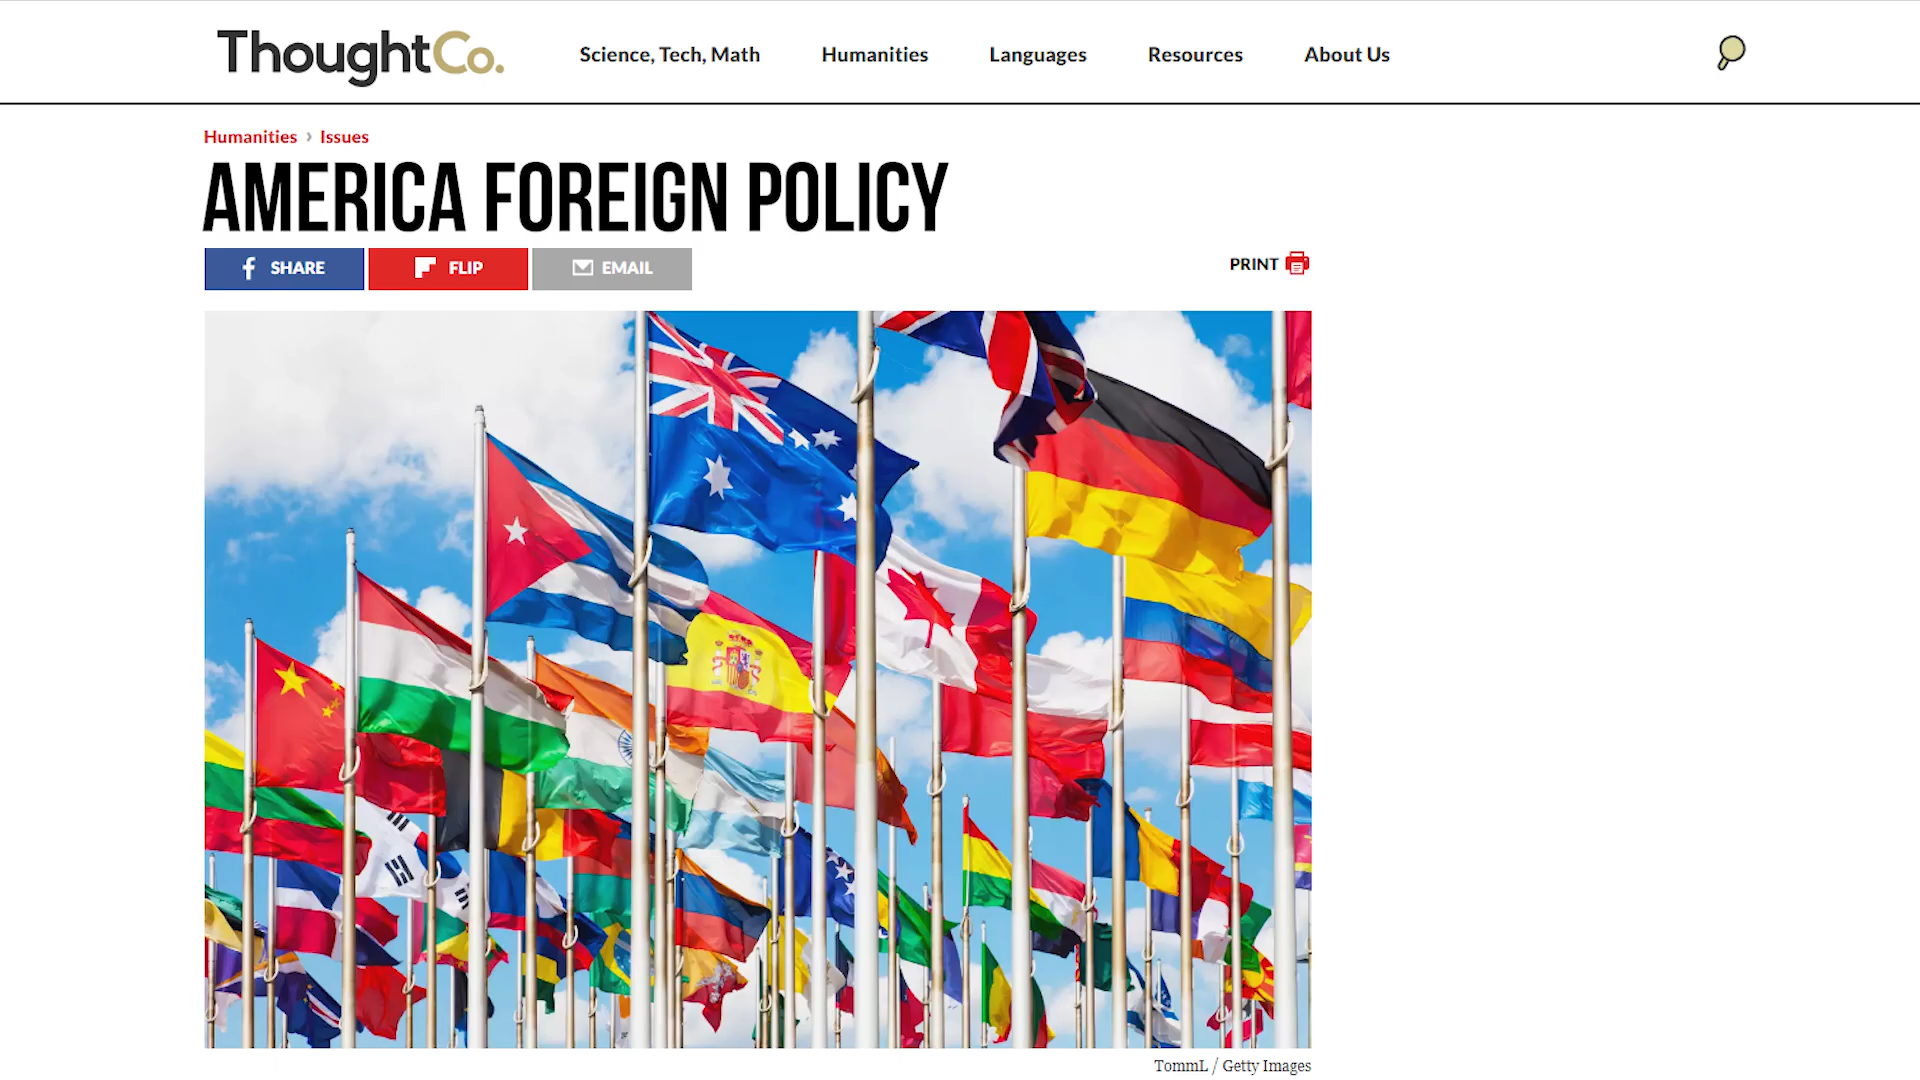 ThoughtCo.
Science, Tech, Math Humanities Languages Resources About Us
Humanities › Issues
AMERICA FOREIGN POLICY
SHARE FLIP EMAIL PRINT
TommL / Getty Images